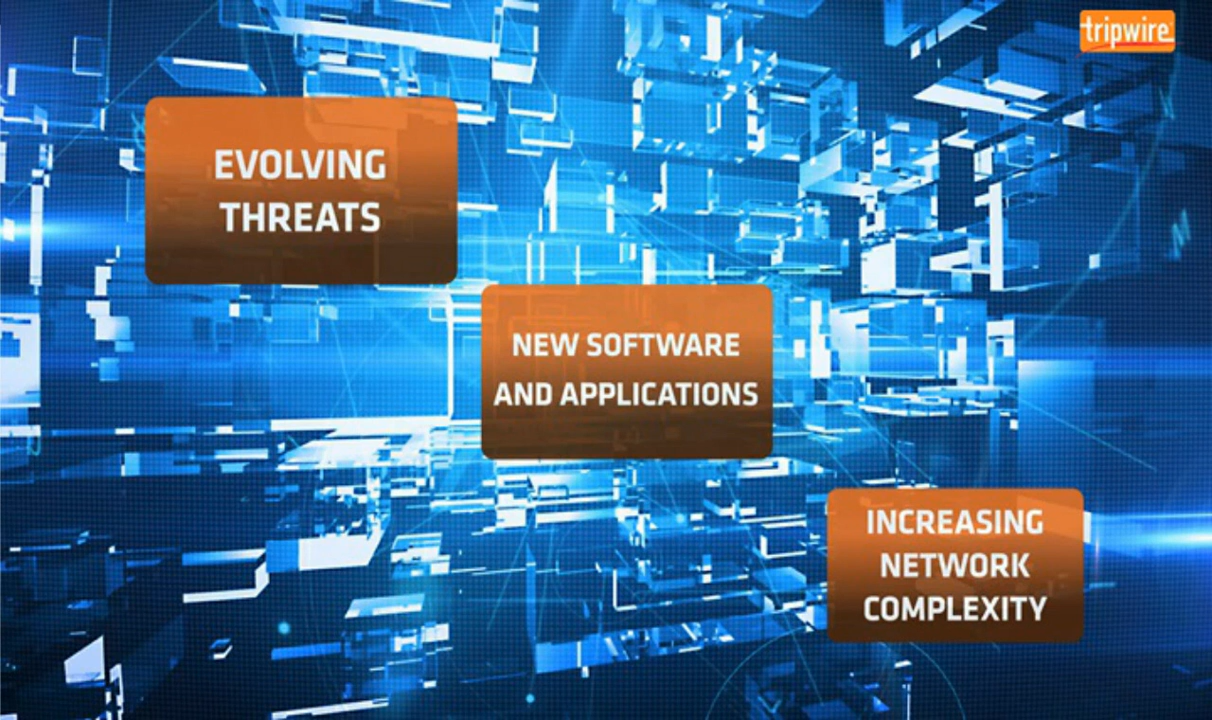 tripwire
EVOLVING
THREATS
NEW SOFTWARE
AND APPLICATIONS
INCREASING
NETWORK
COMPLEXITY